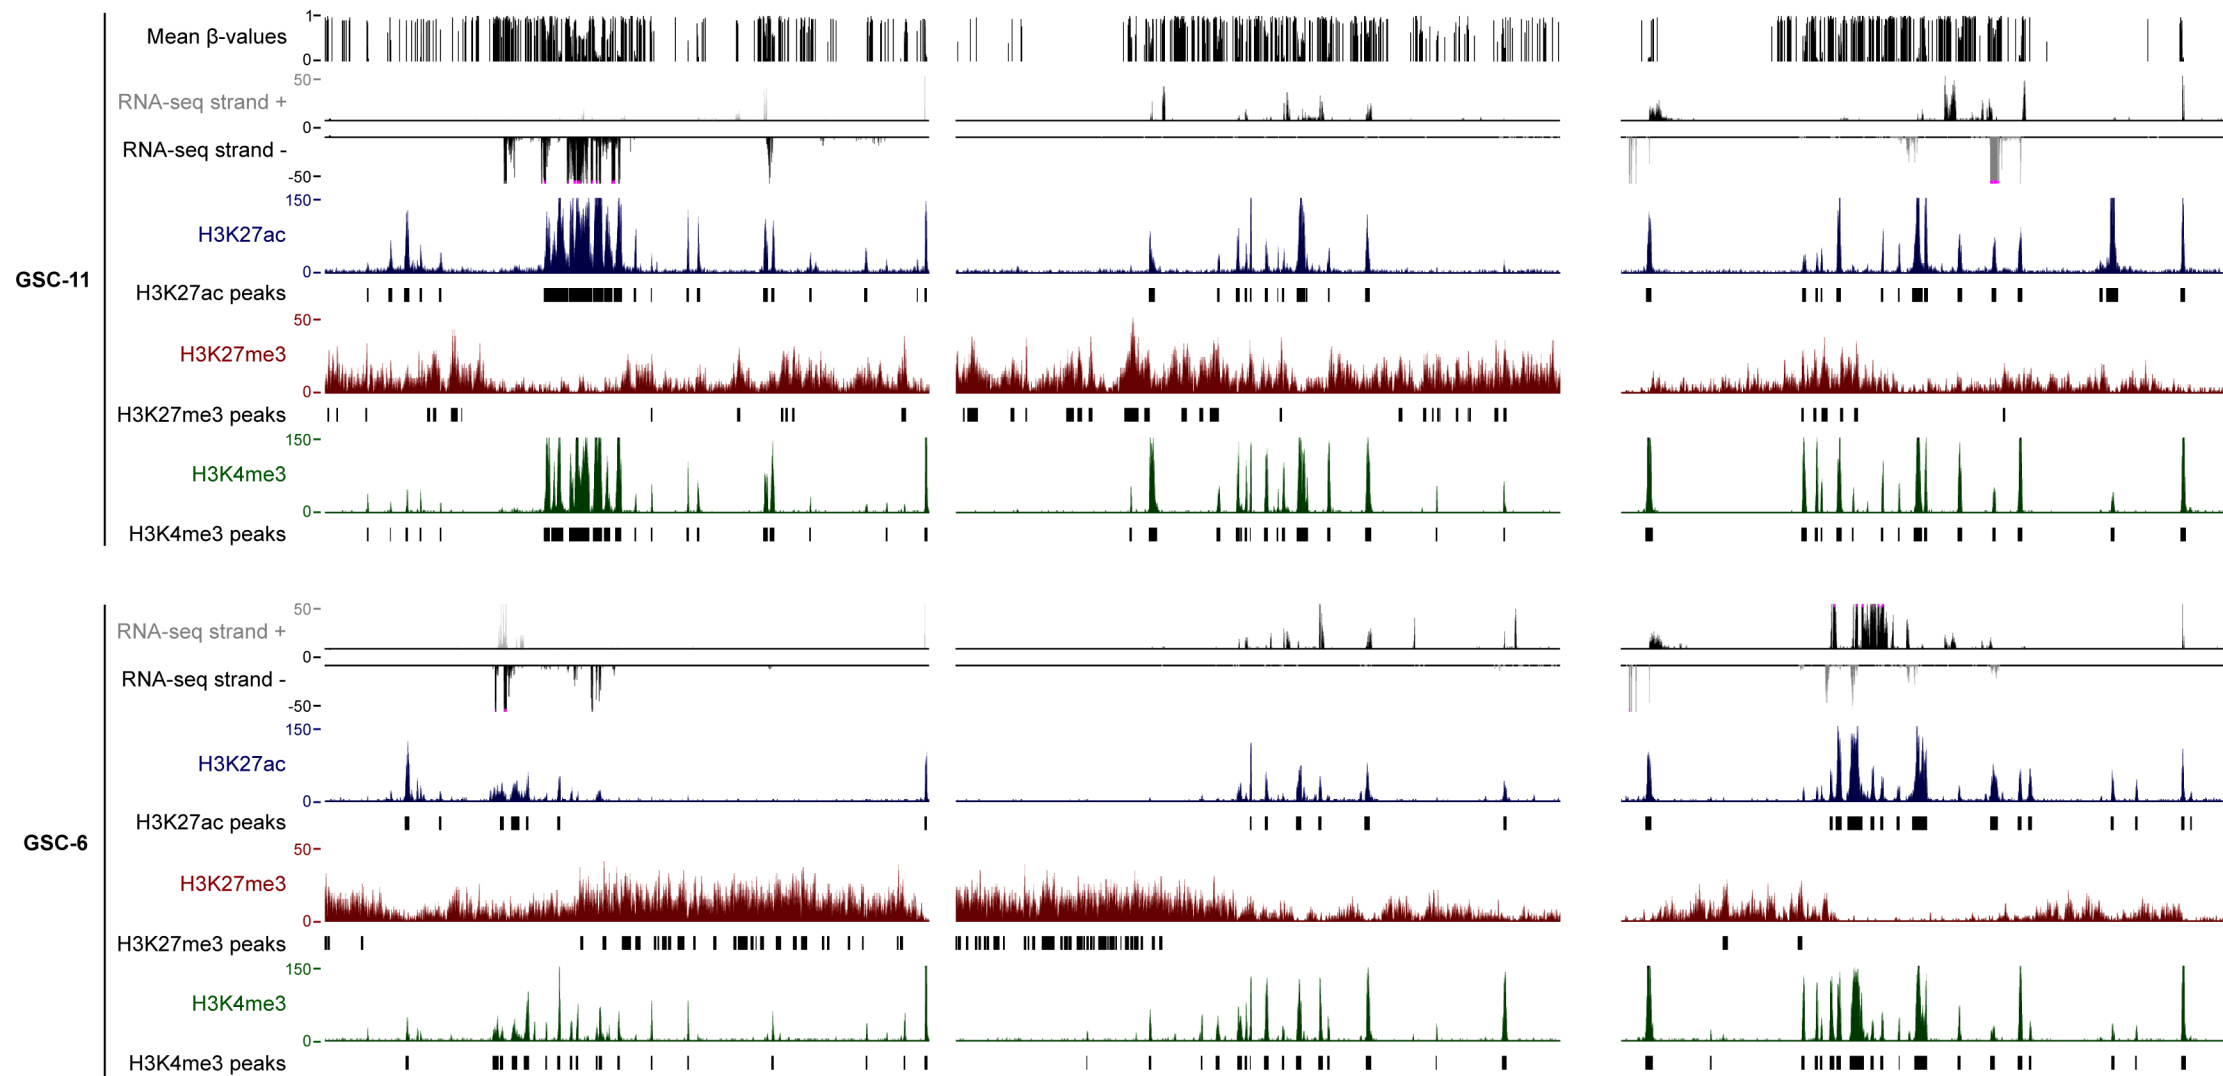 1
Mean β-values
0
50
RNA-seq strand +
0
RNA-seq strand -
-50
150
H3K27ac
0
GSC-11
H3K27ac peaks
50
H3K27me3
0
H3K27me3 peaks
150
H3K4me3
0
H3K4me3 peaks
50
RNA-seq strand +
0
RNA-seq strand -
-50
150
H3K27ac
0
H3K27ac peaks
GSC-6
50
H3K27me3
0
H3K27me3 peaks
150
H3K4me3
0
H3K4me3 peaks